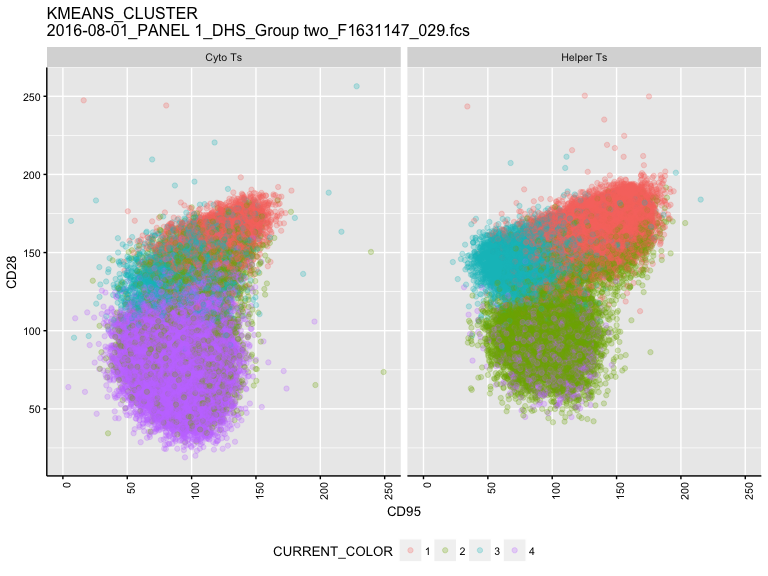 KMEANS_CLUSTER
2016-08-01_PANEL 1_DHS_Group two_F1631147_029.fcs
Cyto Ts Helper Ts
250
200
150
100
50
CD28
0 50 100 150 200 250 0 50 100 150 200 250
CD95
CURRENT_COLOR 1 2 3 4